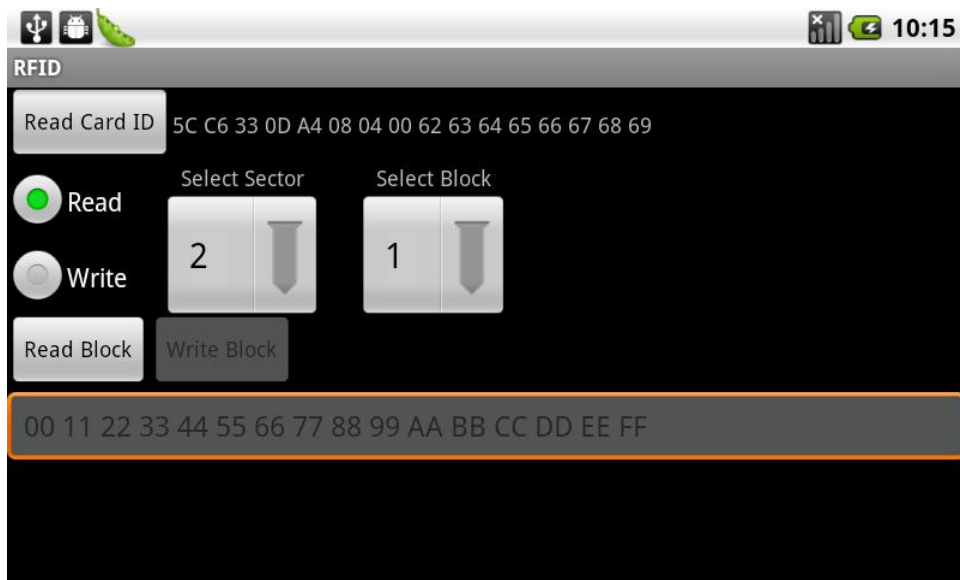 10:15
RFID
Read Card ID 5C C6 33 0D A4 08 04 00 62 63 64 65 66 67 68 69
Select Sector Select Block
Read
2 1
Write
Read Block Write Block
00 11 22 33 44 55 66 77 88 99 AA BB CC DD EE FF